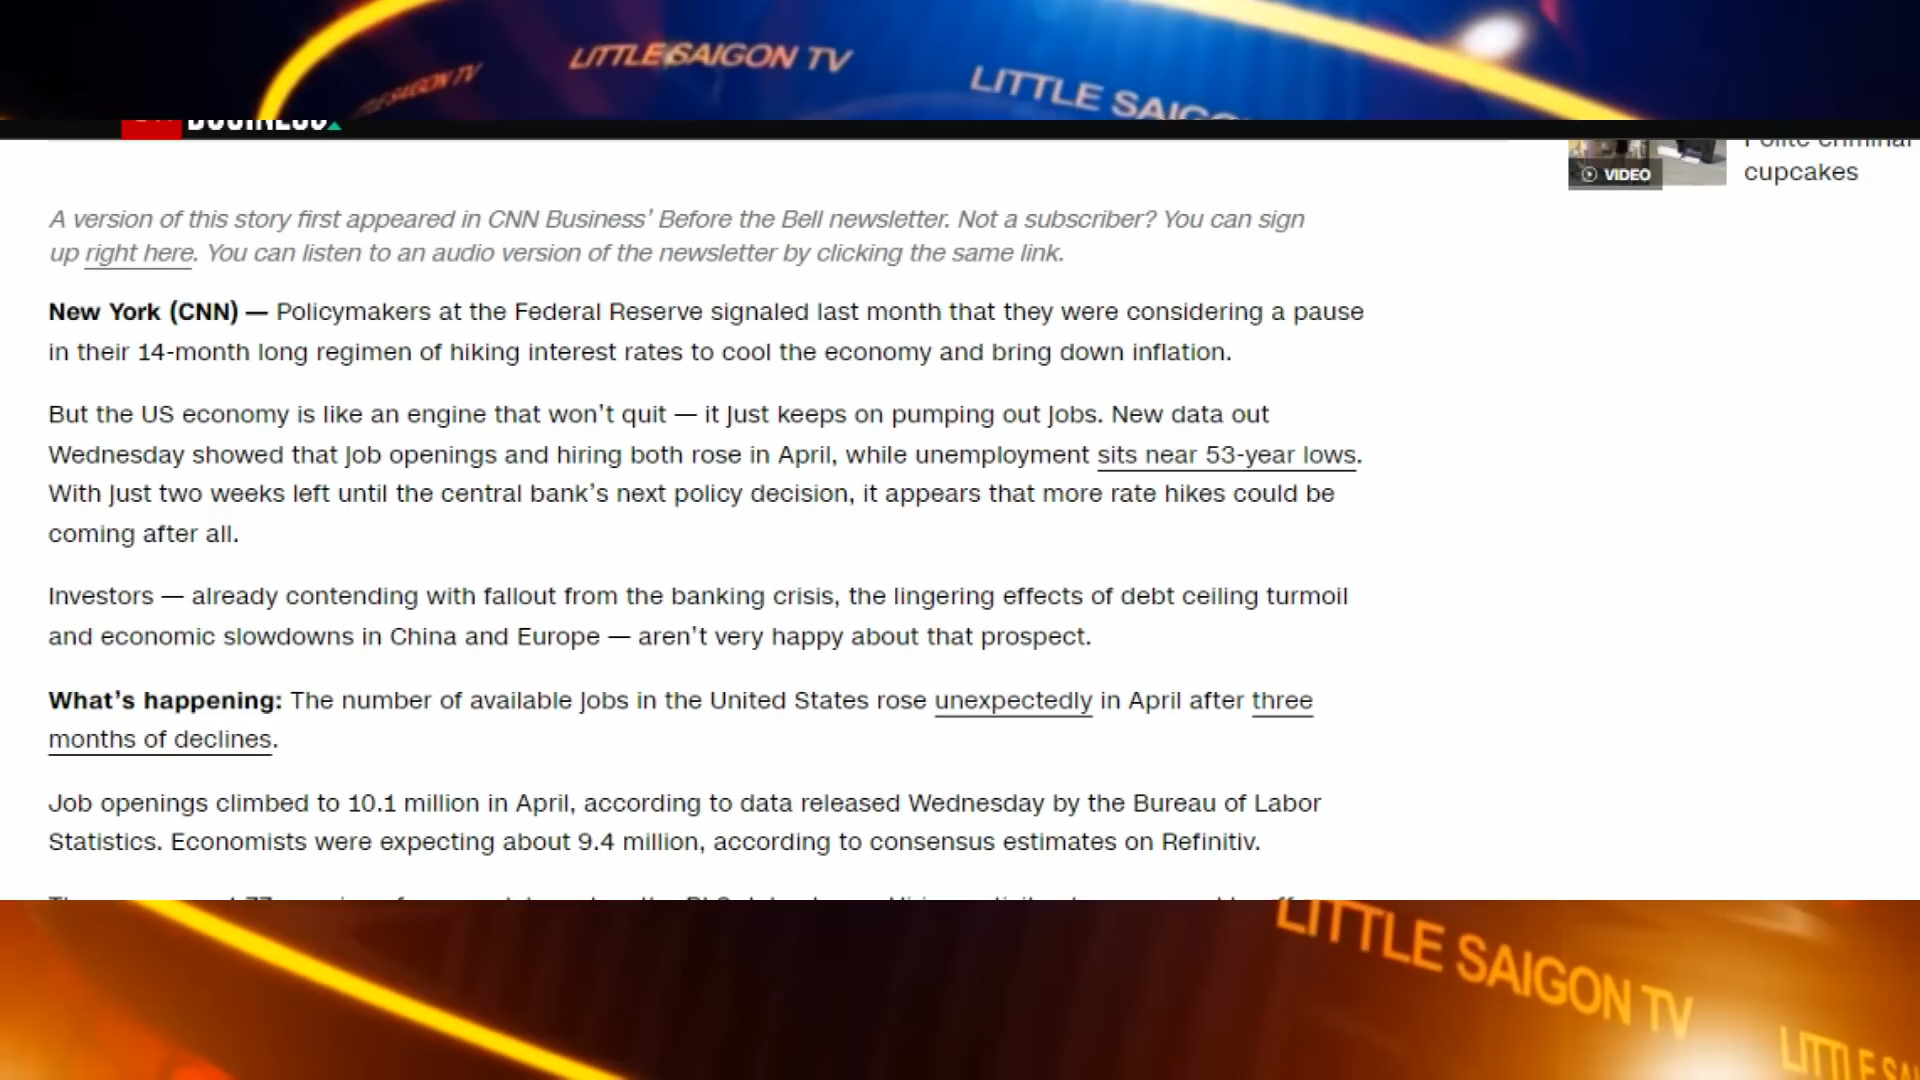 LITTLE SAIGON TV
LITTLE SAIGON TV
LITTLE SAIGO
BUSINESS
VIDEO
cupcakes
A version of this story first appeared in CNN Business' Before the Bell newsletter. Not a subscriber? You can sign
up right here. You can listen to an audio version of the newsletter by clicking the same link.
New York (CNN) — Policymakers at the Federal Reserve signaled last month that they were considering a pause
in their 14-month long regimen of hiking interest rates to cool the economy and bring down inflation.
But the US economy is like an engine that won't quit — it just keeps on pumping out jobs. New data out
Wednesday showed that job openings and hiring both rose in April, while unemployment sits near 53-year lows.
With just two weeks left until the central bank's next policy decision, it appears that more rate hikes could be
coming after all.
Investors — already contending with fallout from the banking crisis, the lingering effects of debt ceiling turmoil
and economic slowdowns in China and Europe — aren't very happy about that prospect.
What's happening: The number of available jobs in the United States rose unexpectedly in April after three
months of declines.
Job openings climbed to 10.1 million in April, according to data released Wednesday by the Bureau of Labor
Statistics. Economists were expecting about 9.4 million, according to consensus estimates on Refinitiv.
LITTLE SAIGON TV
LITTLE SA